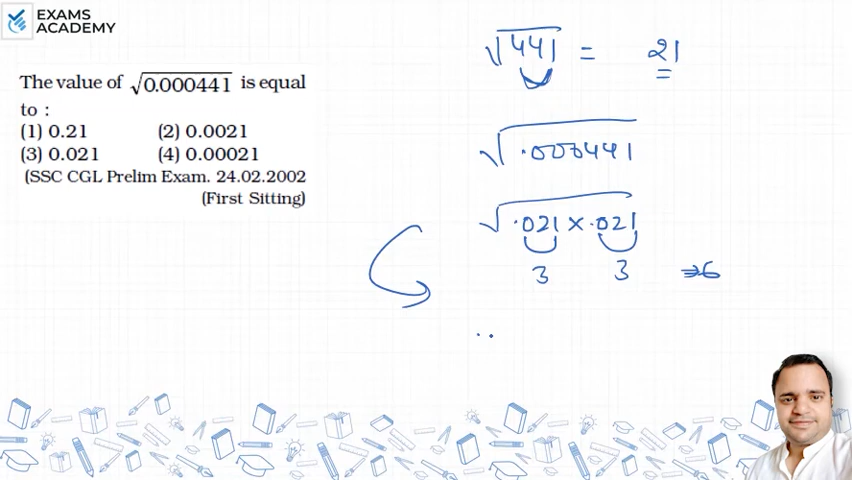 EXAMS
ACADEMY
The value of √0.000441 is equal
to :
(1) 0.21 (2) 0.0021
(3) 0.021 (4) 0.00021
(SSC CGL Prelim Exam. 24.02.2002
(First Sitting)
√441 = 21
√.000441
√.021 × .021
3 3 → 6